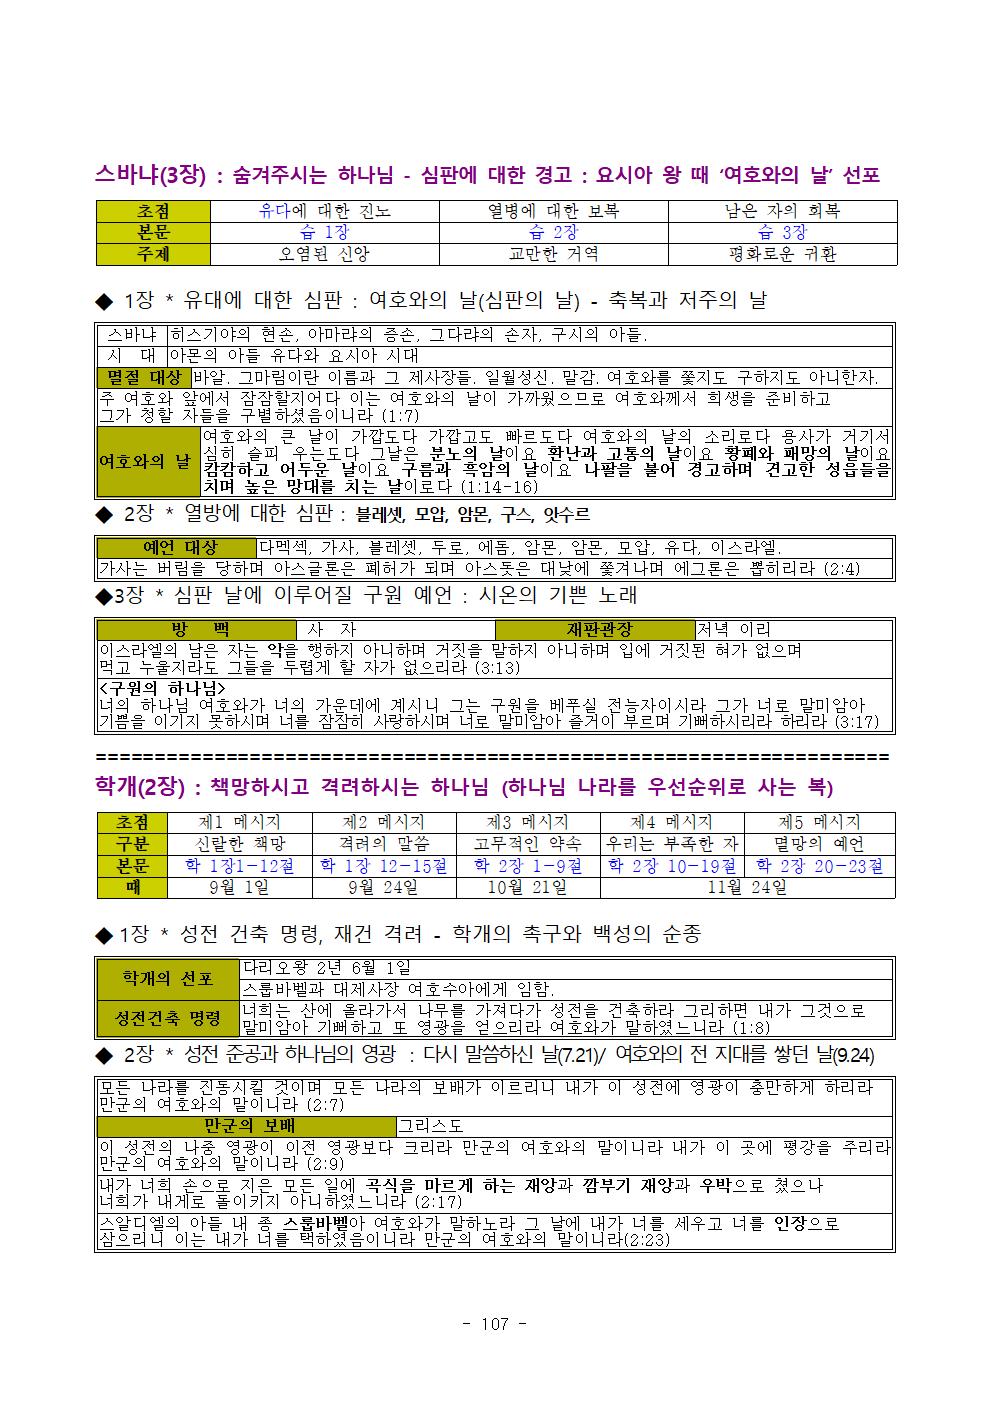 스바냐(3장) : 숨겨주시는 하나님 - 심판에 대한 경고 : 요시아 왕 때 ‘여호와의 날’ 선포
초점 유다에 대한 진노 열병에 대한 보복 남은 자의 회복
본문 습 1장 습 2장 습 3장
주제 오염된 신앙 교만한 거역 평화로운 귀환
◆ 1장 * 유대에 대한 심판 : 여호와의 날(심판의 날) - 축복과 저주의 날
스바냐 히스기야의 현손, 아마랴의 증손, 그다랴의 손자, 구시의 아들.
시 대 아몬의 아들 유다와 요시아 시대
멸절 대상 바알. 그마림이란 이름과 그 제사장들. 일월성신. 말감. 여호와를 쫓지도 구하지도 아니한자.
주 여호와 앞에서 잠잠할지어다 이는 여호와의 날이 가까웠으므로 여호와께서 희생을 준비하고
그가 청할 자들을 구별하셨음이니라 (1:7)
여호와의 날 여호와의 큰 날이 가깝도다 가깝고도 빠르도다 여호와의 날의 소리로다 용사가 거기서
심히 슬피 우는도다 그날은 분노의 날이요 환난과 고통의 날이요 황폐와 패망의 날이요
캄캄하고 어두운 날이요 구름과 흑암의 날이요 나팔을 불어 경고하며 견고한 성읍들을
치며 높은 망대를 치는 날이로다 (1:14-16)
◆ 2장 * 열방에 대한 심판 : 블레셋, 모압, 암몬, 구스, 앗수르
예언 대상 다멕섹, 가사, 블레셋, 두로, 에돔, 암몬, 암몬, 모압, 유다, 이스라엘.
가사는 버림을 당하며 아스글론은 폐허가 되며 아스돗은 대낮에 쫓겨나며 에그론은 뽑히리라 (2:4)
◆3장 * 심판 날에 이루어질 구원 예언 : 시온의 기쁜 노래
방 백 사 자 재판관장 저녁 이리
이스라엘의 남은 자는 악을 행하지 아니하며 거짓을 말하지 아니하며 입에 거짓된 혀가 없으며
먹고 누울지라도 그들을 두렵게 할 자가 없으리라 (3:13)
<구원의 하나님>
너의 하나님 여호와가 너의 가운데에 계시니 그는 구원을 베푸실 전능자이시라 그가 너로 말미암아
기쁨을 이기지 못하시며 너를 잠잠히 사랑하시며 너로 말미암아 즐거이 부르며 기뻐하시리라 하리라 (3:17)
====================================================================
학개(2장) : 책망하시고 격려하시는 하나님 (하나님 나라를 우선순위로 사는 복)
초점 제1 메시지 제2 메시지 제3 메시지 제4 메시지 제5 메시지
구분 신랄한 책망 격려의 말씀 고무적인 약속 우리는 부족한 자 멸망의 예언
본문 학 1장1-12절 학 1장 12-15절 학 2장 1-9절 학 2장 10-19절 학 2장 20-23절
때 9월 1일 9월 24일 10월 21일 11월 24일
◆ 1장 * 성전 건축 명령, 재건 격려 - 학개의 촉구와 백성의 순종
학개의 선포 다리오왕 2년 6월 1일
스룹바벨과 대제사장 여호수아에게 임함.
성전건축 명령 너희는 산에 올라가서 나무를 가져다가 성전을 건축하라 그리하면 내가 그것으로
말미암아 기뻐하고 또 영광을 얻으리라 여호와가 말하였느니라 (1:8)
◆ 2장 * 성전 준공과 하나님의 영광 : 다시 말씀하신 날(7.21)/ 여호와의 전 지대를 쌓던 날(9.24)
모든 나라를 진동시킬 것이며 모든 나라의 보배가 이르리니 내가 이 성전에 영광이 충만하게 하리라
만군의 여호와의 말이니라 (2:7)
만군의 보배 그리스도
이 성전의 나중 영광이 이전 영광보다 크리라 만군의 여호와의 말이니라 내가 이 곳에 평강을 주리라
만군의 여호와의 말이니라 (2:9)
내가 너희 손으로 지은 모든 일에 곡식을 마르게 하는 재앙과 깜부기 재앙과 우박으로 쳤으나
너희가 내게로 돌이키지 아니하였느니라 (2:17)
스알디엘의 아들 내 종 스룹바벨아 여호와가 말하노라 그 날에 내가 너를 세우고 너를 인장으로
삼으리니 이는 내가 너를 택하였음이니라 만군의 여호와의 말이니라(2:23)
- 107 -